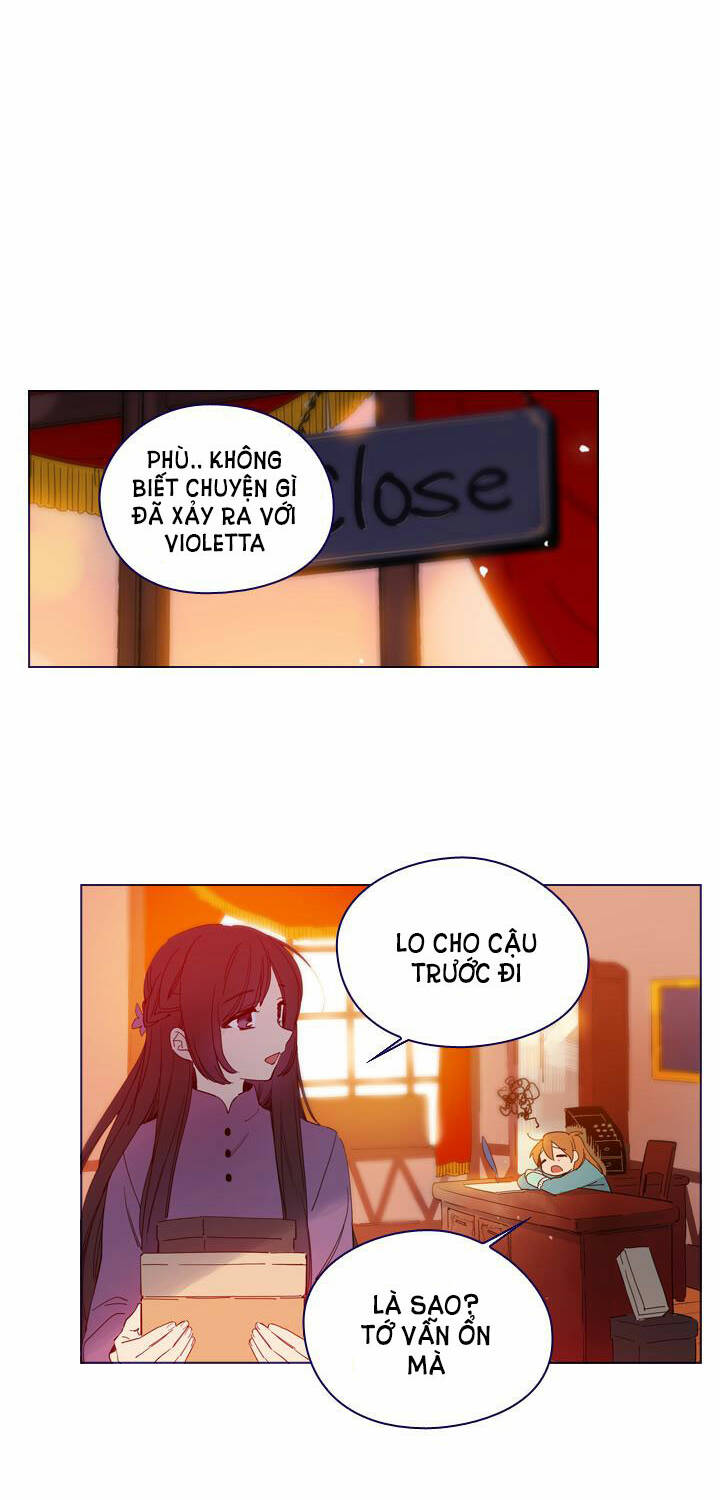 PHÙ.. KHÔNG
BIẾT CHUYỆN GÌ
ĐÃ XẢY RA VỚI
VIOLETTA
close
LO CHO CẬU
TRƯỚC ĐI
LÀ SAO?
TỚ VẪN ỔN
MÀ